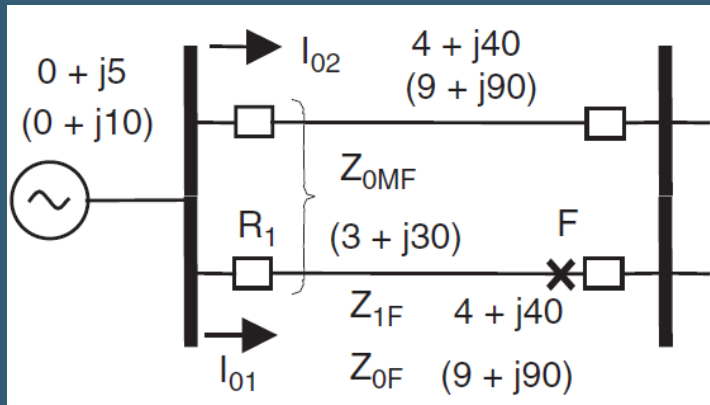 0 + j5
(0 + j10)
I02
4 + j40
(9 + j90)
Z0MF
(3 + j30)
R1
F
Z1F 4 + j40
I01
Z0F (9 + j90)